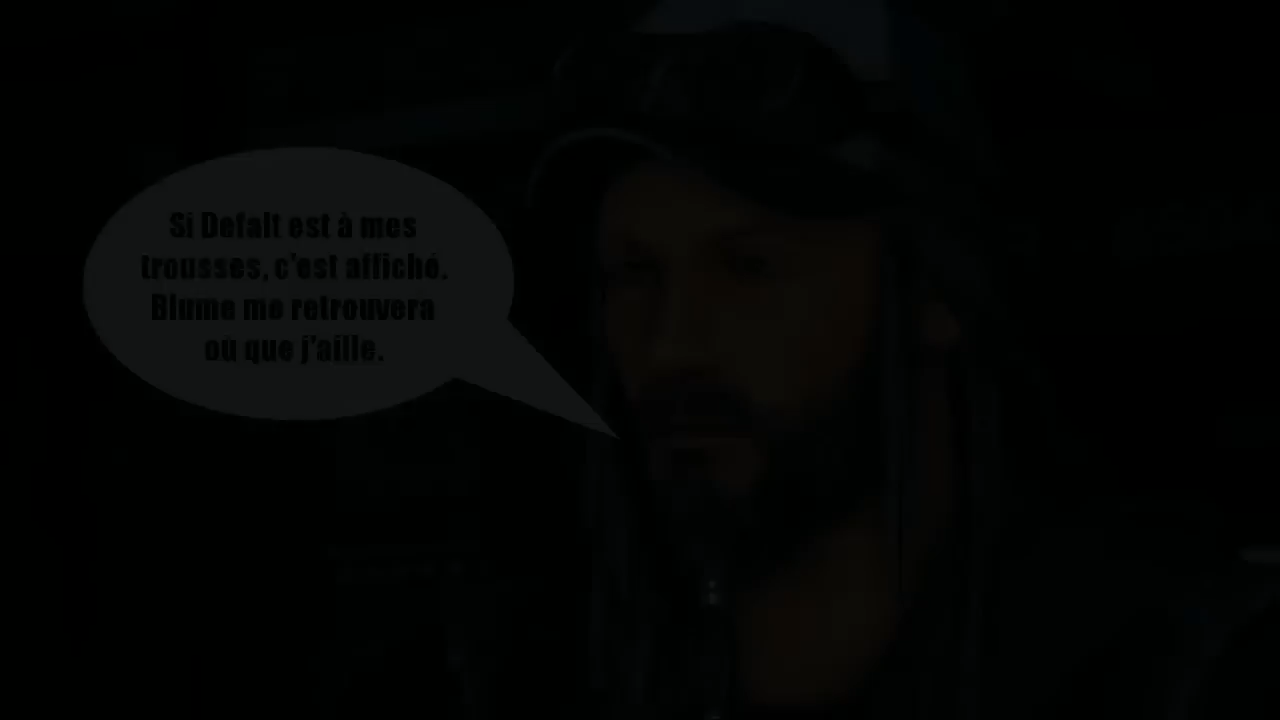 Si Defalt est à mes
trousses, c'est affiché.
Blume me retrouvera
où que j'aille.